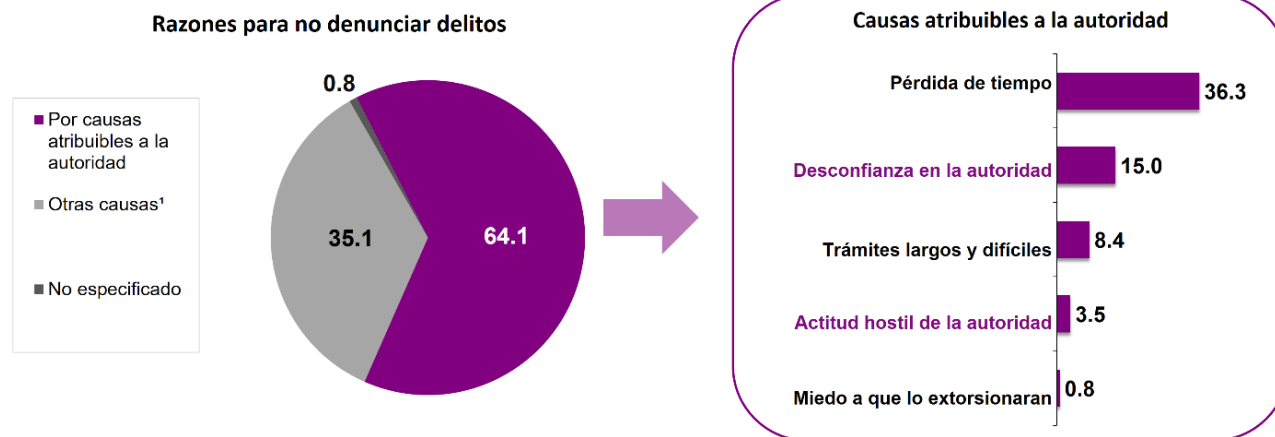 Razones para no denunciar delitos
Por causas
atribuibles a la
autoridad
Otras causas¹
No especificado
0.8
35.1
64.1
Causas atribuibles a la autoridad
Pérdida de tiempo
36.3
Desconfianza en la autoridad
15.0
Trámites largos y difíciles
8.4
Actitud hostil de la autoridad
3.5
Miedo a que lo extorsionaran
0.8